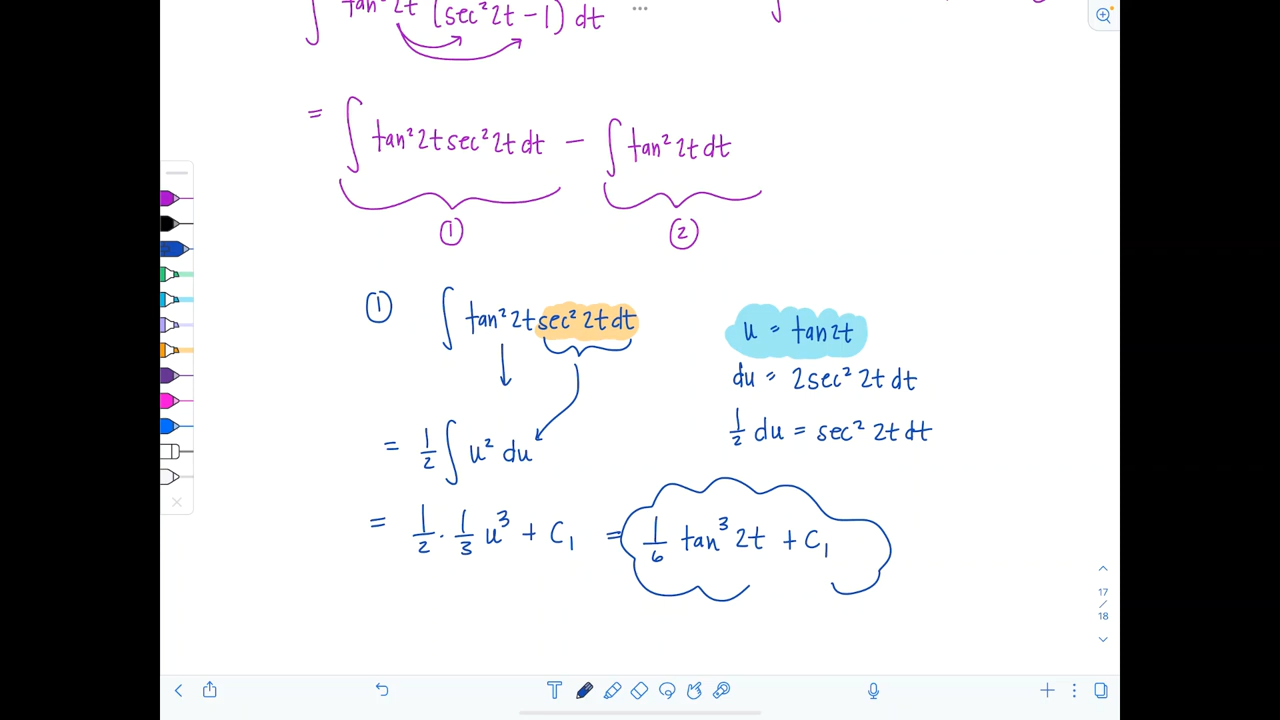 ∫ tan² 2t (sec² 2t − 1) dt ∫
= ∫ tan² 2t sec² 2t dt − ∫ tan² 2t dt
① ②
① ∫ tan² 2t sec² 2t dt
u = tan 2t
du = 2 sec² 2t dt
½ du = sec² 2t dt
= ½ ∫ u² du
= ½ · ⅓ u³ + C₁ = ⅙ tan³ 2t + C₁
17
/
18
T